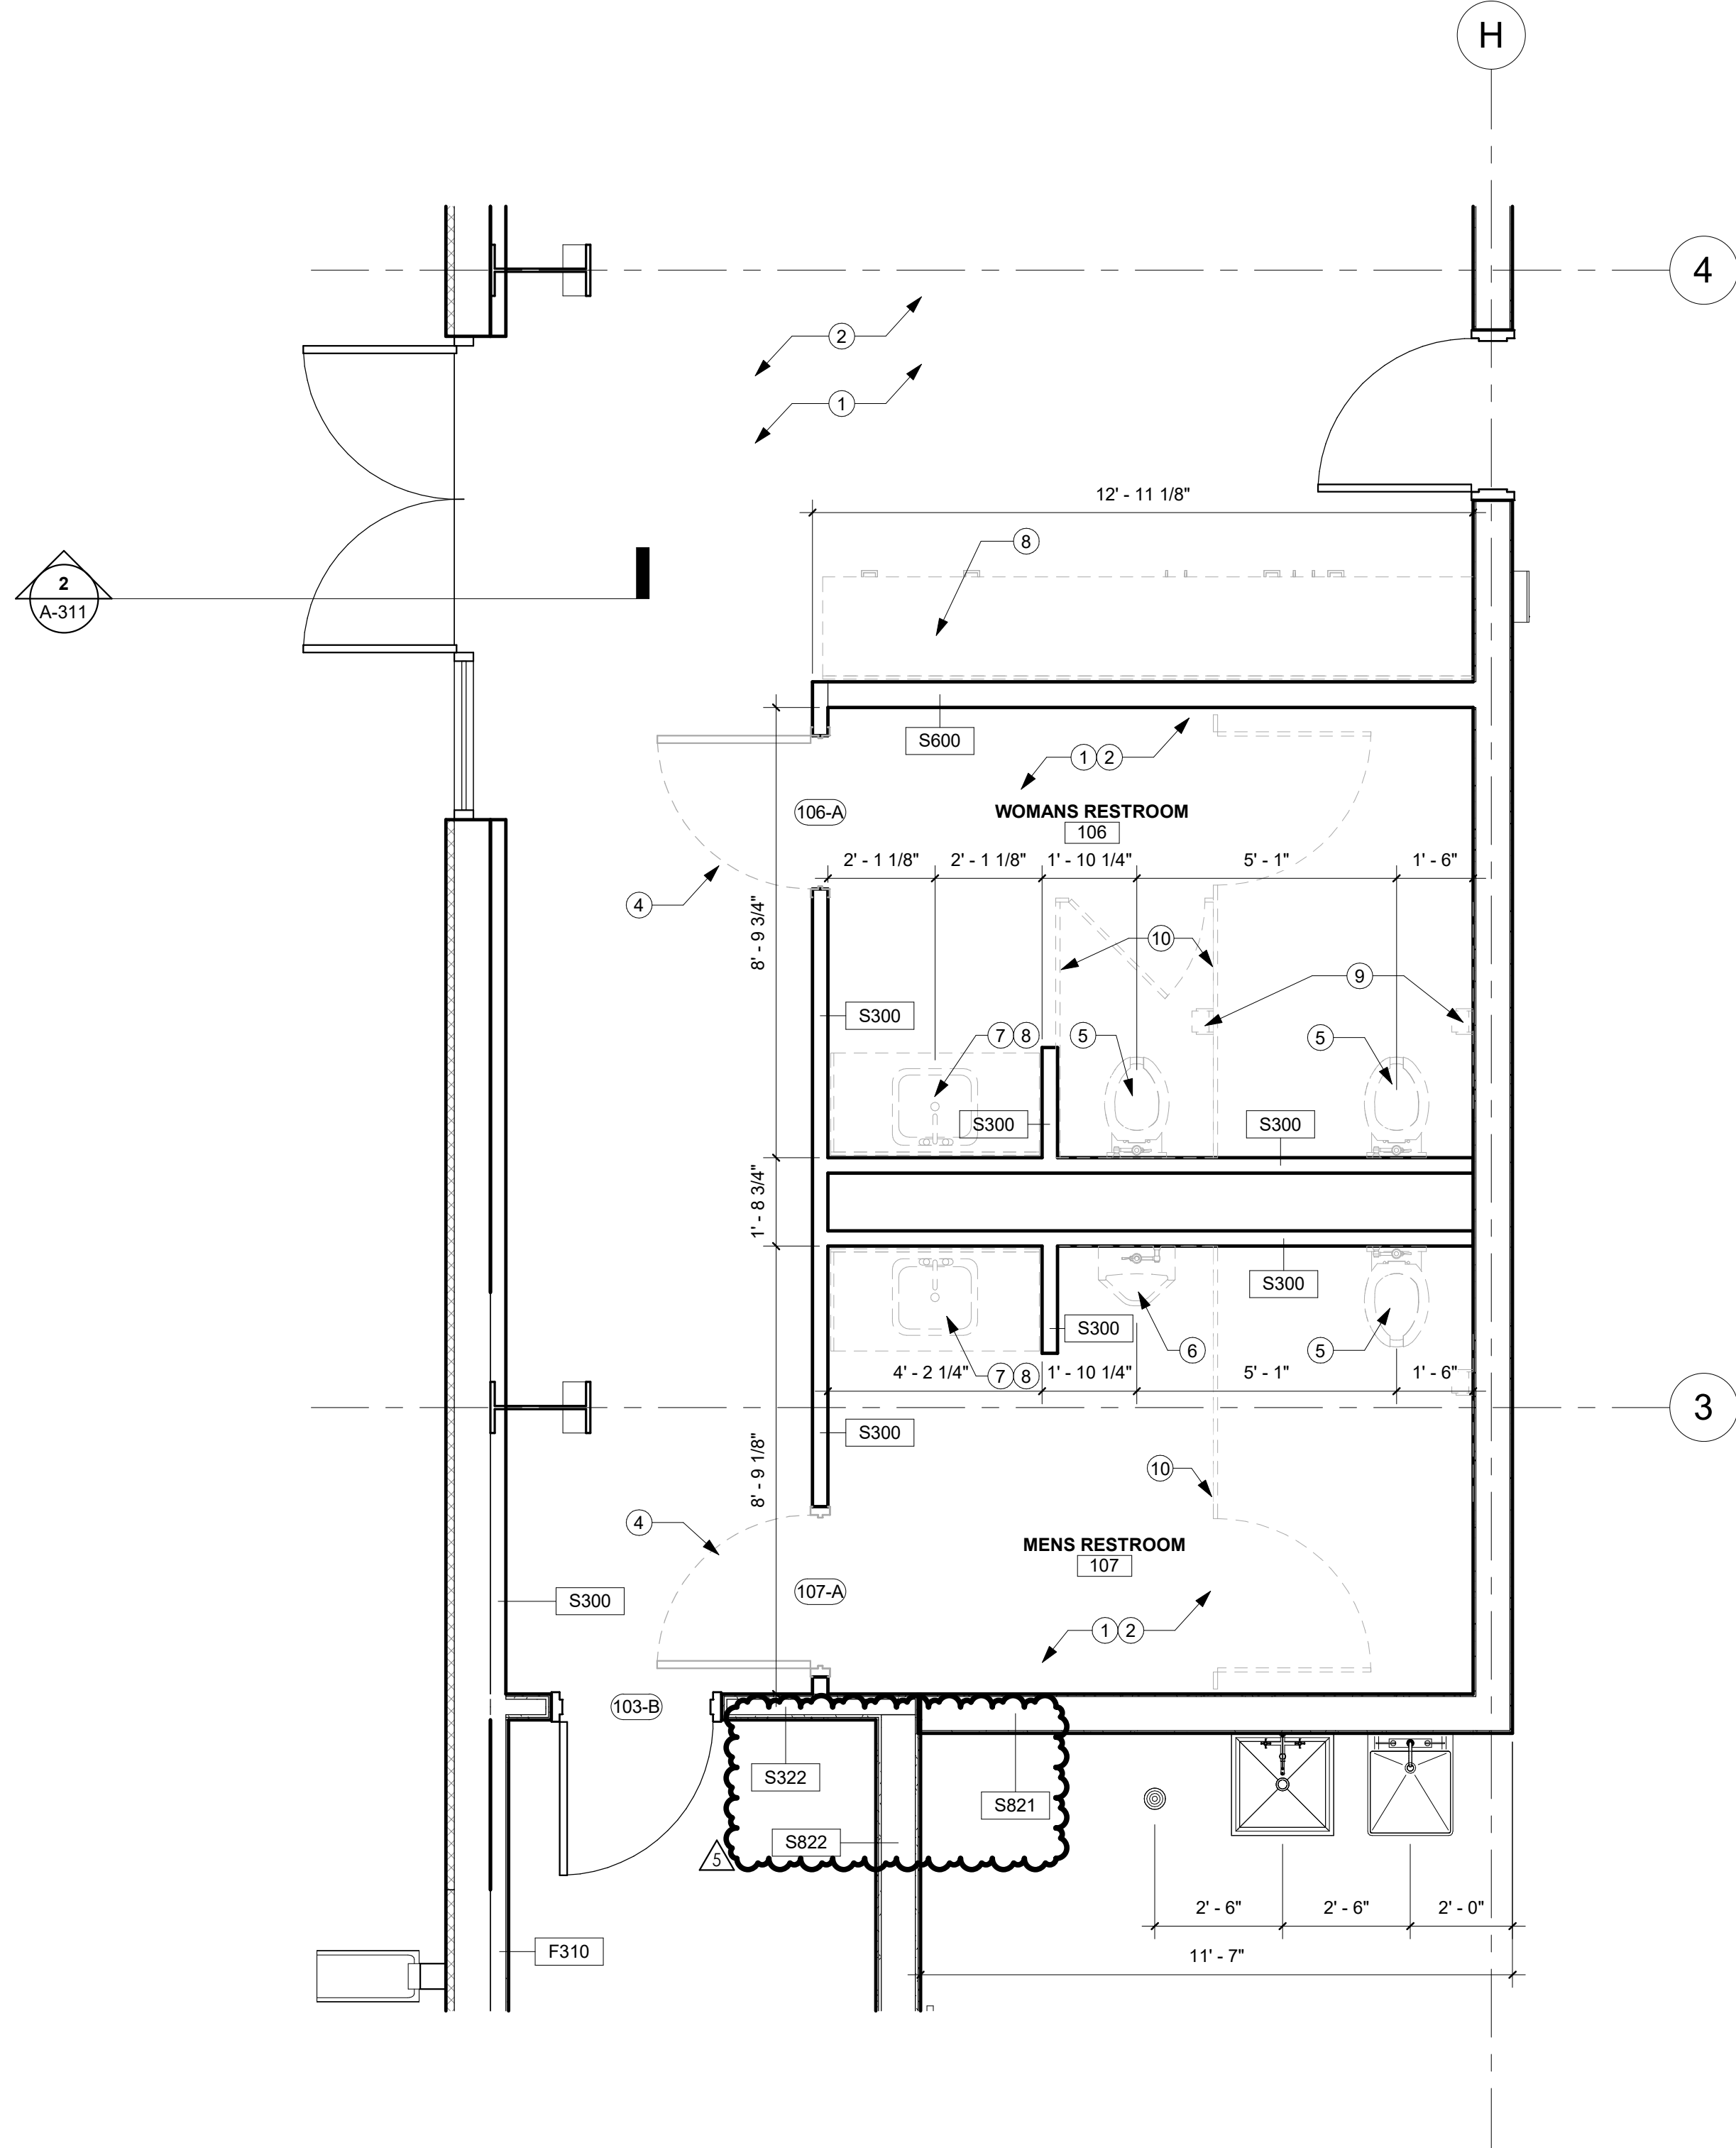 H
4
2
1
12' - 11 1/8"
8
2
A-311
S600
1 2
106-A
WOMANS RESTROOM
106
2' - 1 1/8" 2' - 1 1/8" 1' - 10 1/4" 5' - 1" 1' - 6"
4
8' - 9 3/4"
10
9
S300
7 8
5
5
S300
S300
1' - 8 3/4"
S300
S300
6
5
4' - 2 1/4" 7 8 1' - 10 1/4" 5' - 1" 1' - 6"
3
S300
8' - 9 1/8"
10
4
MENS RESTROOM
107
107-A
S300
1 2
103-B
S322
S821
S822
5
2' - 6" 2' - 6" 2' - 0"
F310
11' - 7"